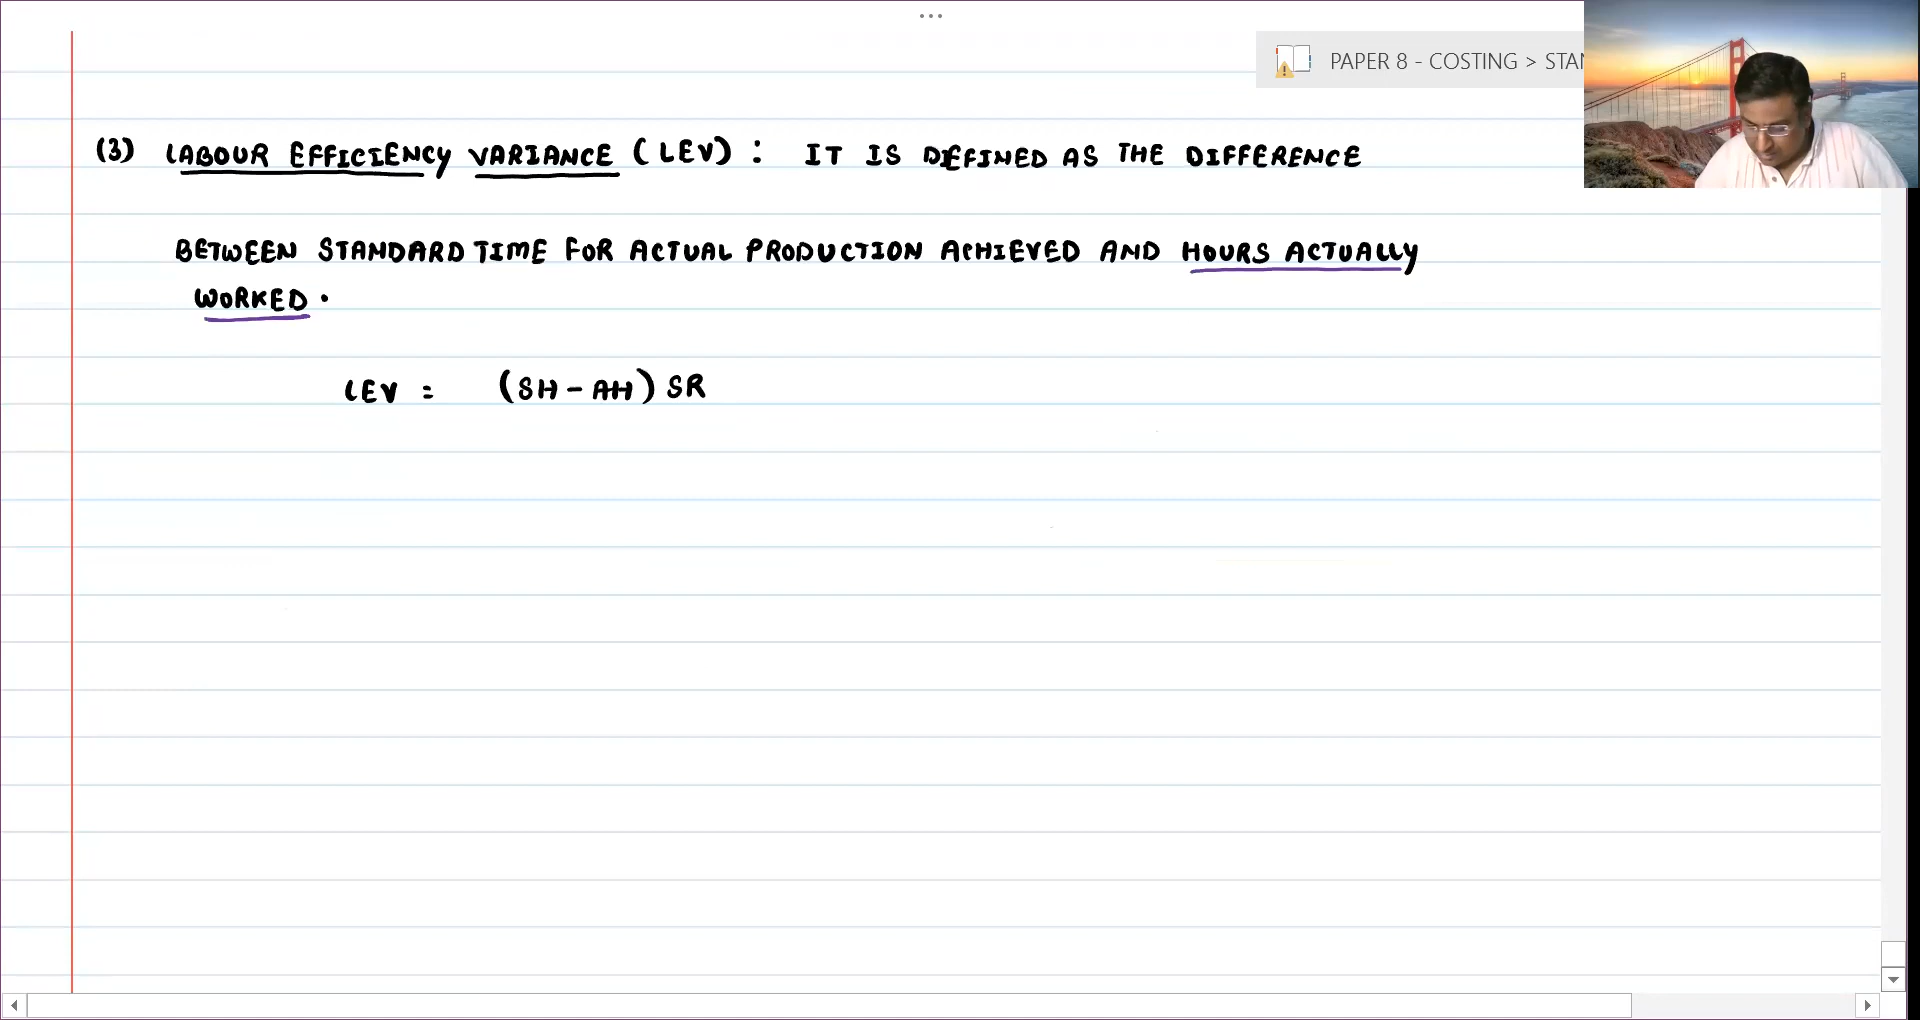 PAPER 8 - COSTING > STAN
(3) LABOUR EFFICIENCY VARIANCE (LEV) : IT IS DEFINED AS THE DIFFERENCE
BETWEEN STANDARD TIME FOR ACTUAL PRODUCTION ACHIEVED AND HOURS ACTUALLY
WORKED .
LEV = (SH - AH) SR